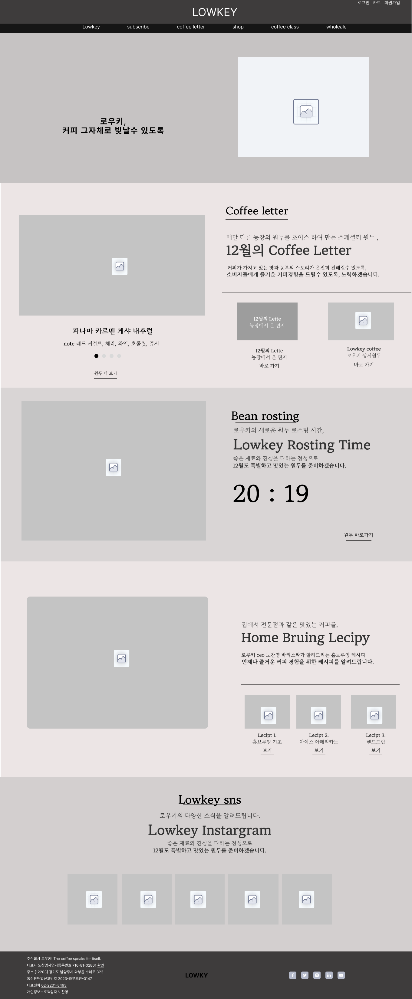 로그인 카트 회원가입
LOWKEY
Lowkey subscribe coffee letter shop coffee class wholeale
로우키,
커피 그자체로 빛날수 있도록
Coffee letter
매달 다른 농장의 원두를 초이스 하여 만든 스페셜티 원두 ,
12월의 Coffee Letter
커피가 가지고 있는 맛과 농부의 스토리가 온전히 전해질수 있도록,
소비자들에게 즐거운 커피경험을 드릴수 있도록, 노력하겠습니다.
파나마 카르멘 게샤 내추럴
note 레드 커런트, 체리, 와인, 초콜릿, 쥬시
원두 더 보기
12월의 Lette
농장에서 온 편지
12월의 Lette
농장에서 온 편지
바로 가기
Lowkey coffee
로우키 상시원두
바로 가기
Bean rosting
로우키의 새로운 원두 로스팅 시간,
Lowkey Rosting Time
좋은 재료와 진심을 다하는 정성으로
12월도 특별하고 맛있는 원두를 준비하겠습니다.
20 : 19
원두 바로가기
집에서 전문점과 같은 맛있는 커피를,
Home Bruing Lecipy
로루키 ceo 노찬영 바리스타가 알려드리는 홈브루잉 레시피
언제나 즐거운 커피 경험을 위한 레시피를 알려드립니다.
Lecipt 1.
홈브루잉 기초
보기
Lecipt 2.
아이스 아메리카노
보기
Lecipt 3.
핸드드립
보기
Lowkey sns
로우키의 다양한 소식을 알려드립니다.
Lowkey Instargram
좋은 재료와 진심을 다하는 정성으로
12월도 특별하고 맛있는 원두를 준비하겠습니다.
주식회사 로우키! The coffee speaks for itself.
대표자 노찬영사업자등록번호 716-81-02801 확인
주소 [12203] 경기도 남양주시 와부읍 수레로 323
통신판매업신고번호 2023-와부조안-0147
대표전화 02-2201-8493
개인정보보호책임자 노찬영
LOWKY